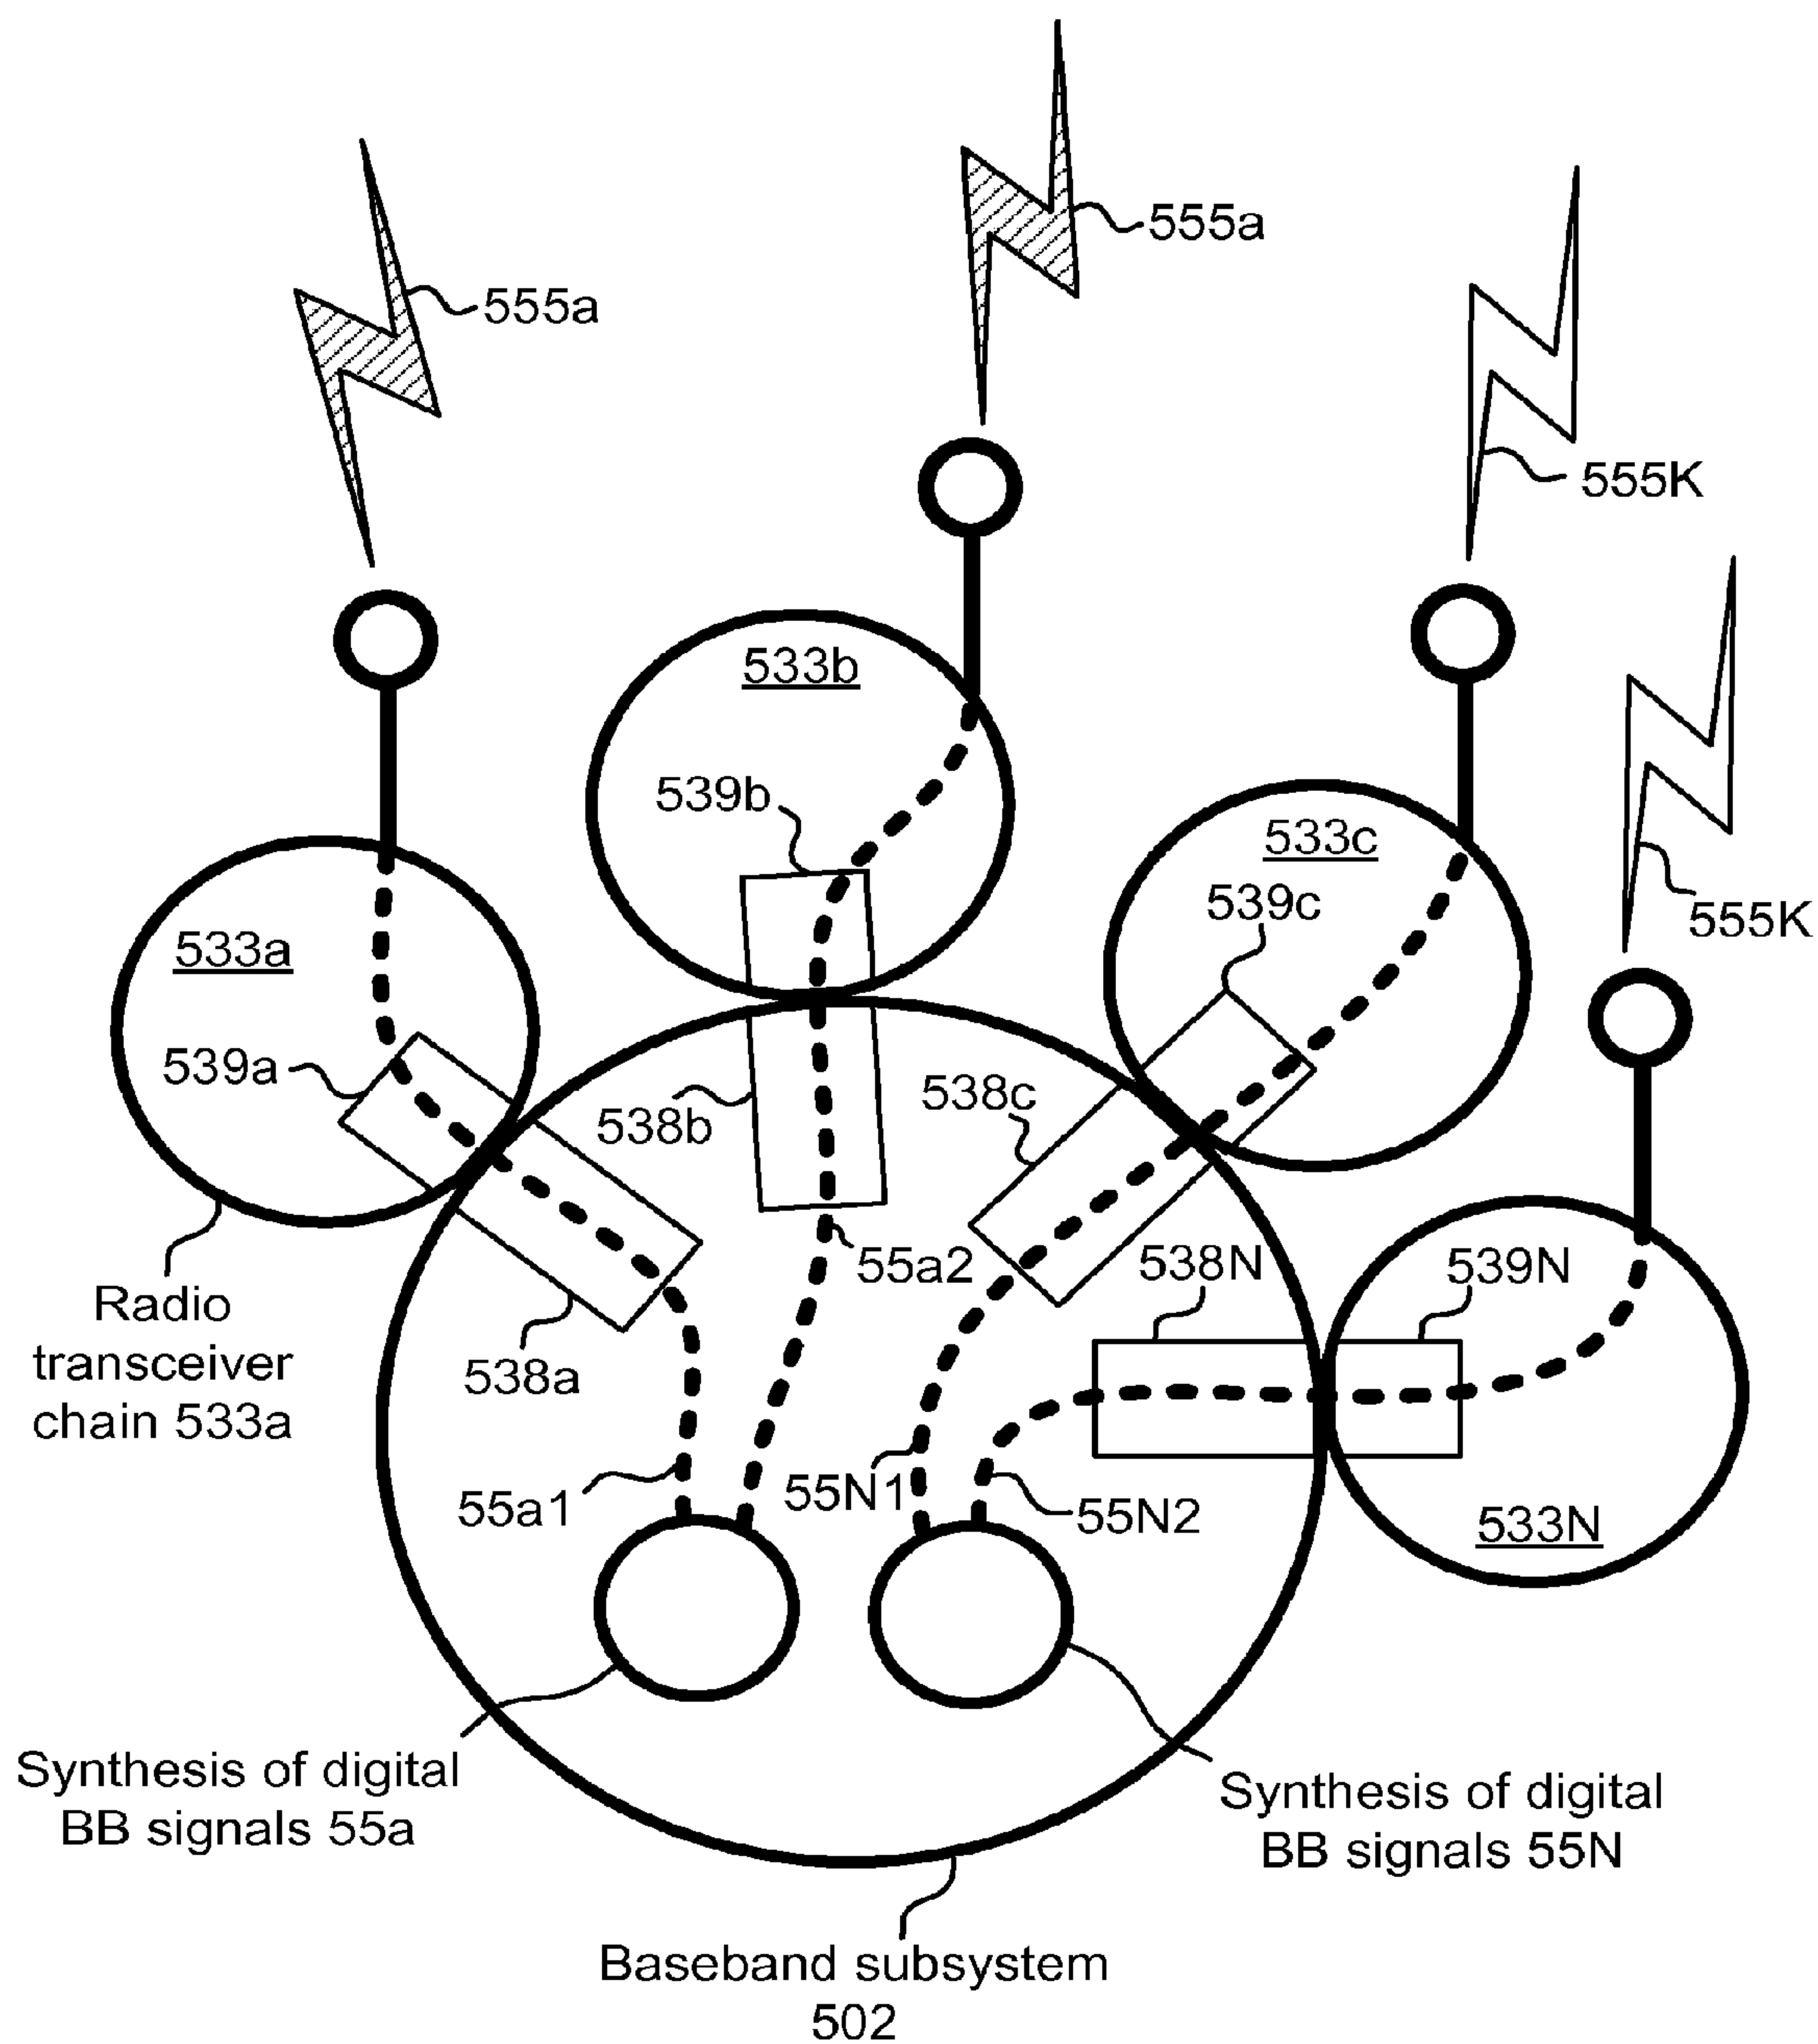 555a
555a
555K
555K
533b
539b
533c
539c
533a
539a
538b
538c
55a2
538N
539N
Radio
transceiver
chain 533a
538a
55a1
55N1
55N2
533N
Synthesis of digital
BB signals 55a
Synthesis of digital
BB signals 55N
Baseband subsystem
502